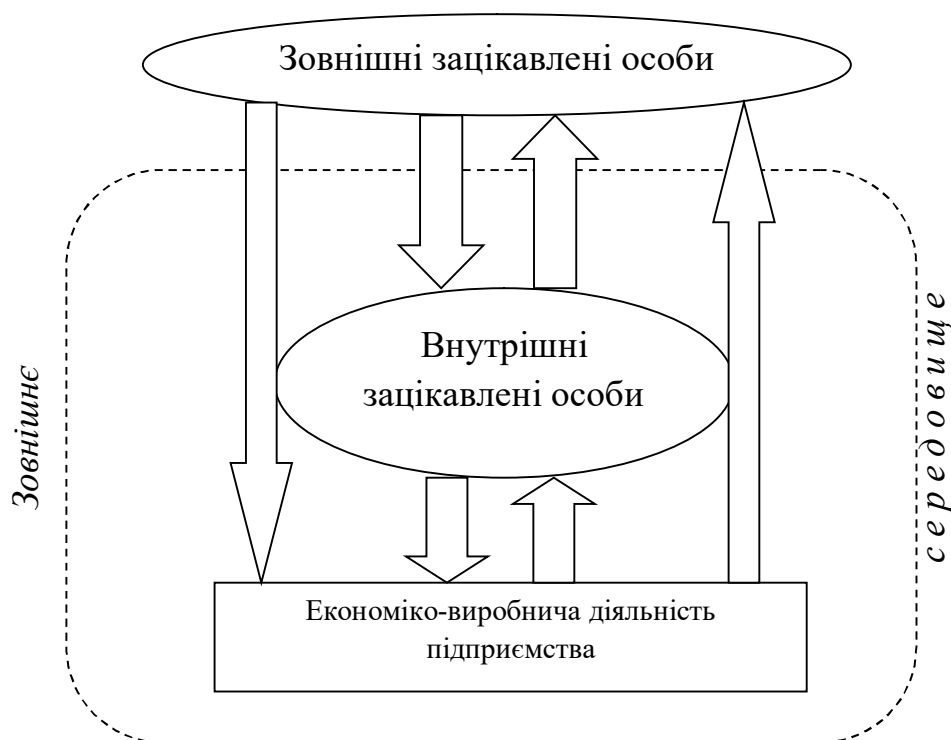 Зовнішні зацікавлені особи
Внутрішні
зацікавлені особи
Зовнішнє
середовище
Економіко-виробнича діяльність
підприємства